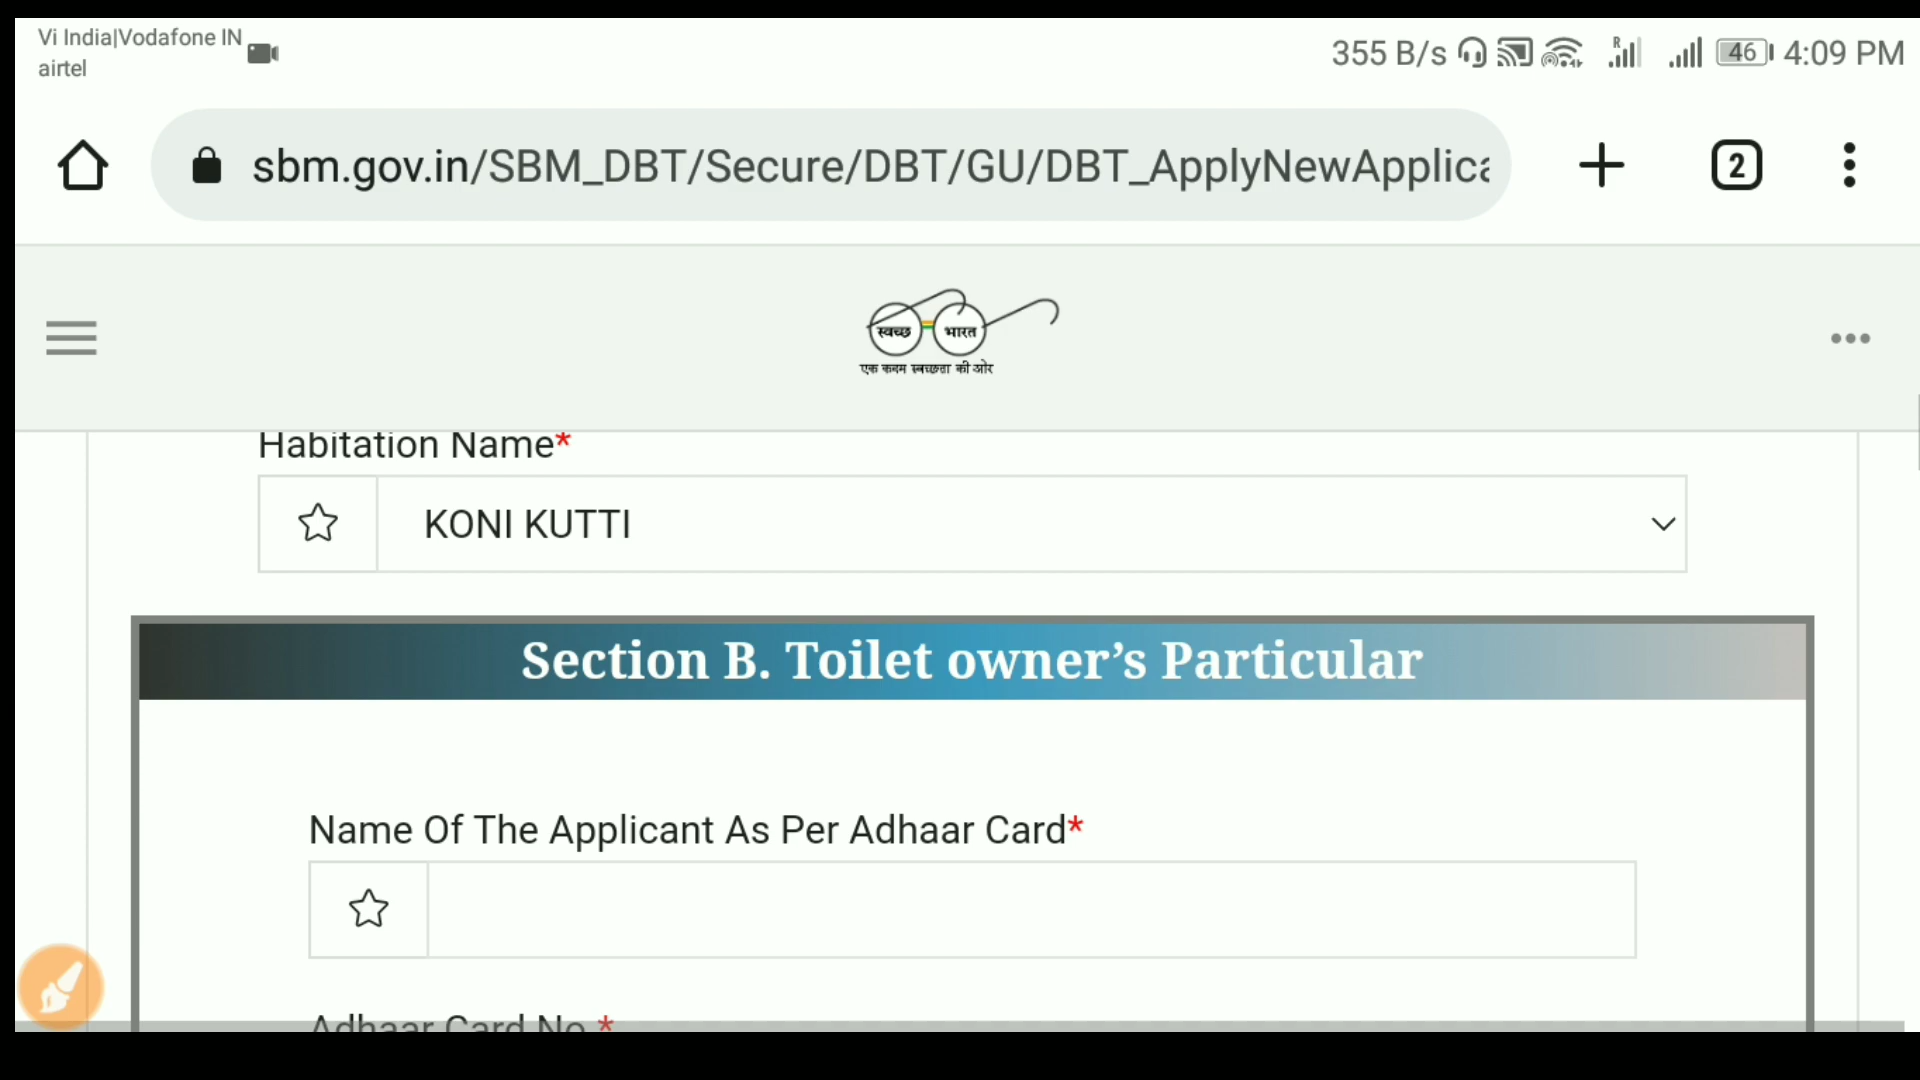 Vi India|Vodafone IN
airtel
355 B/s R 46 4:09 PM
sbm.gov.in/SBM_DBT/Secure/DBT/GU/DBT_ApplyNewApplica
2
स्वच्छ भारत
एक कदम स्वच्छता की ओर
Habitation Name*
KONI KUTTI
Section B. Toilet owner’s Particular
Name Of The Applicant As Per Adhaar Card*
Adhaar Card No *